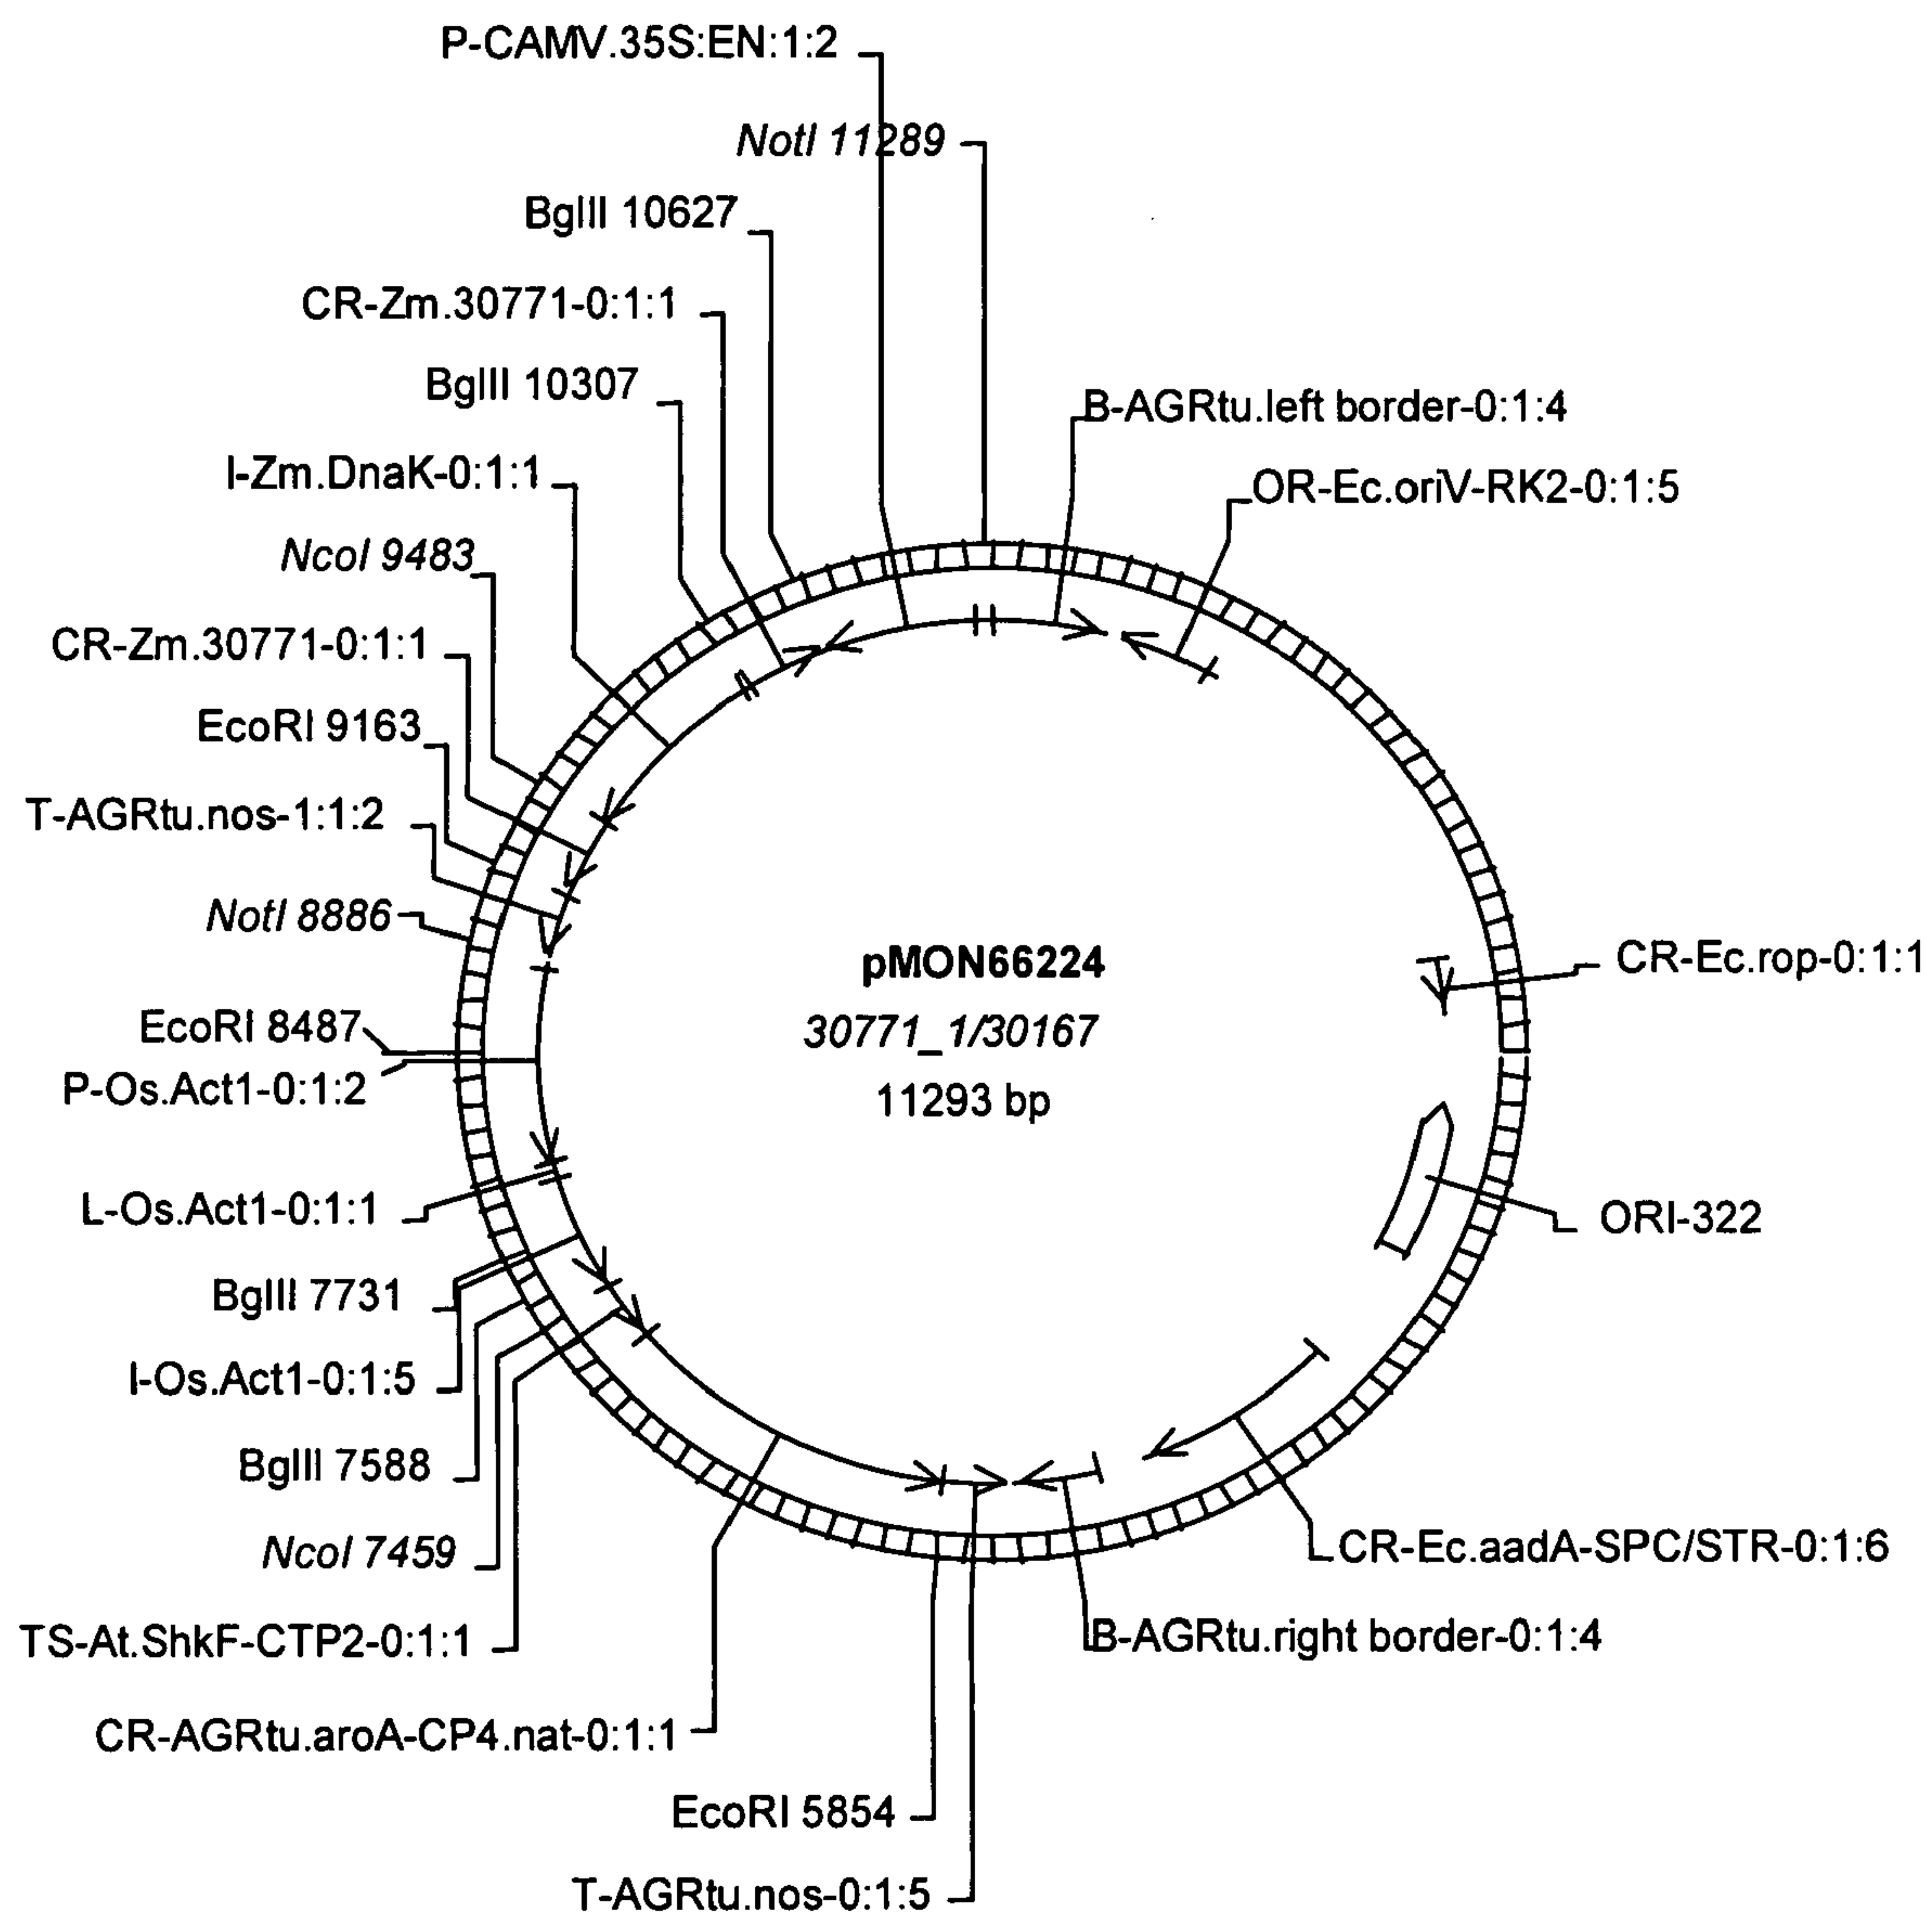 P-CAMV.35S:EN:1:2
NotI 11289
BglII 10627
CR-Zm.30771-0:1:1
BglII 10307
B-AGRtu.left border-0:1:4
I-Zm.DnaK-0:1:1
OR-Ec.oriV-RK2-0:1:5
NcoI 9483
CR-Zm.30771-0:1:1
EcoRI 9163
T-AGRtu.nos-1:1:2
NotI 8886
pMON66224
CR-Ec.rop-0:1:1
EcoRI 8487
30771_1/30167
P-Os.Act1-0:1:2
11293 bp
L-Os.Act1-0:1:1
ORI-322
BglII 7731
I-Os.Act1-0:1:5
BglII 7588
NcoI 7459
CR-Ec.aadA-SPC/STR-0:1:6
TS-At.ShkF-CTP2-0:1:1
B-AGRtu.right border-0:1:4
CR-AGRtu.aroA-CP4.nat-0:1:1
EcoRI 5854
T-AGRtu.nos-0:1:5